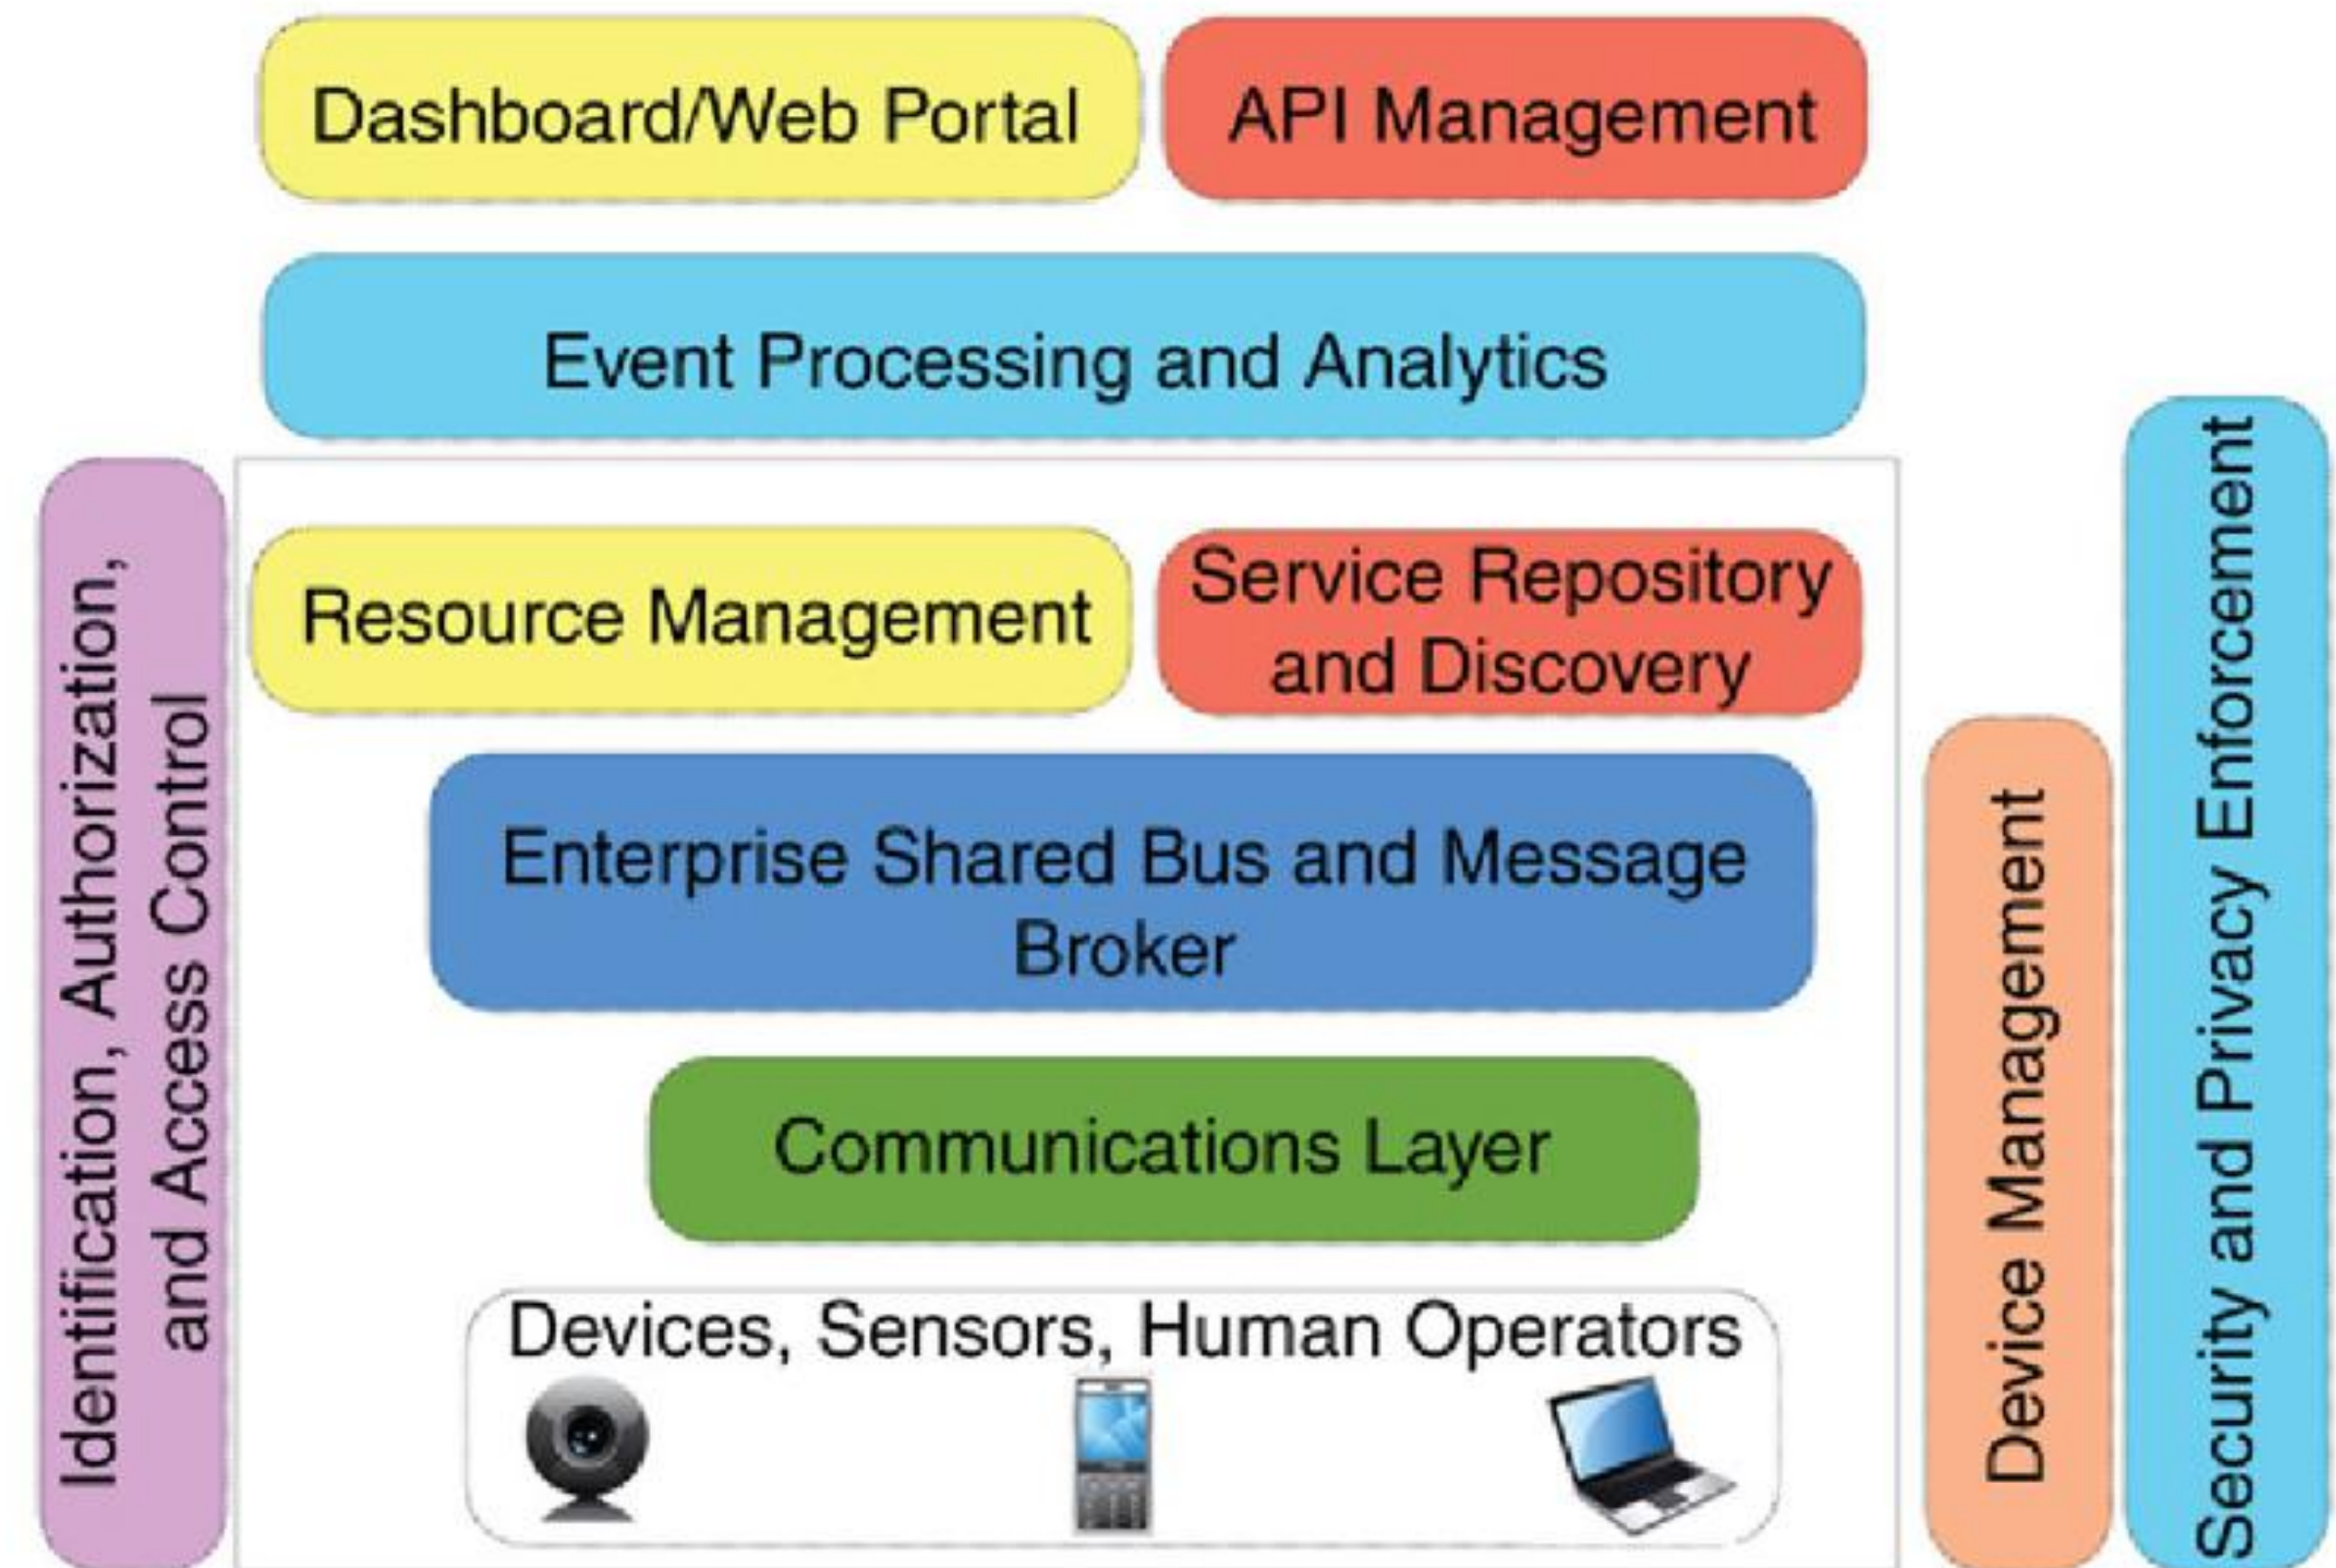 Dashboard/Web Portal
API Management
Event Processing and Analytics
Identification, Authorization,
and Access Control
Resource Management
Service Repository
and Discovery
Enterprise Shared Bus and Message
Broker
Communications Layer
Devices, Sensors, Human Operators
Device Management
Security and Privacy Enforcement